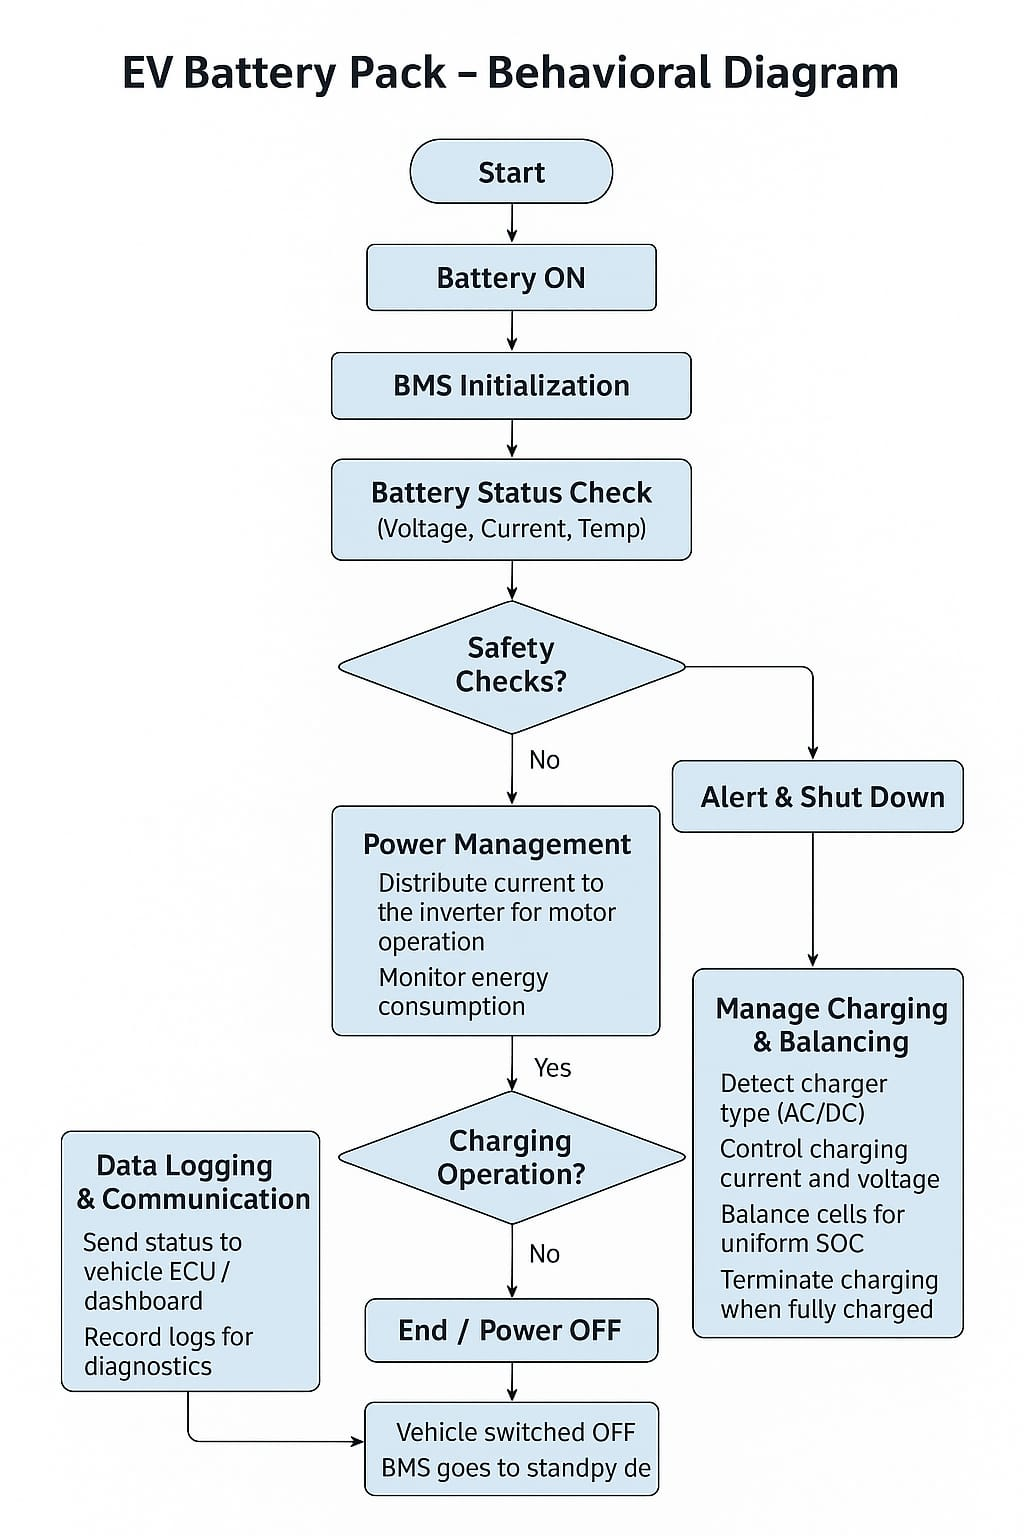 EV Battery Pack – Behavioral Diagram
Start
Battery ON
BMS Initialization
Battery Status Check
(Voltage, Current, Temp)
Safety
Checks?
No
Alert & Shut Down
Power Management
Distribute current to
the inverter for motor
operation
Monitor energy
consumption
Manage Charging
& Balancing
Detect charger
type (AC/DC)
Control charging
current and voltage
Balance cells for
uniform SOC
Terminate charging
when fully charged
Yes
Charging
Operation?
Data Logging
& Communication
Send status to
vehicle ECU /
dashboard
Record logs for
diagnostics
No
End / Power OFF
Vehicle switched OFF
BMS goes to standpy de